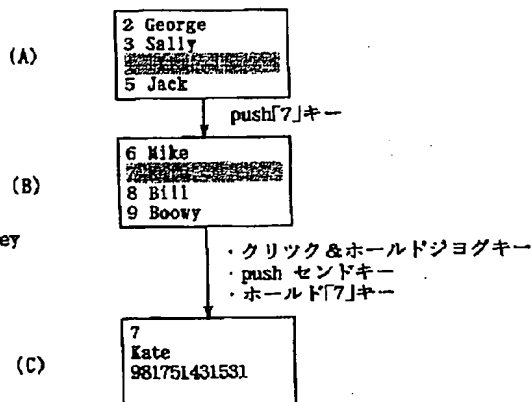 (A)
2 George
3 Sally
5 Jack
push「7」キー
(B)
6 Mike
8 Bill
9 Boowy
ey
・クリック&ホールドジョグキー
・push センドキー
・ホールド「7」キー
(C)
7
Kate
981751431531